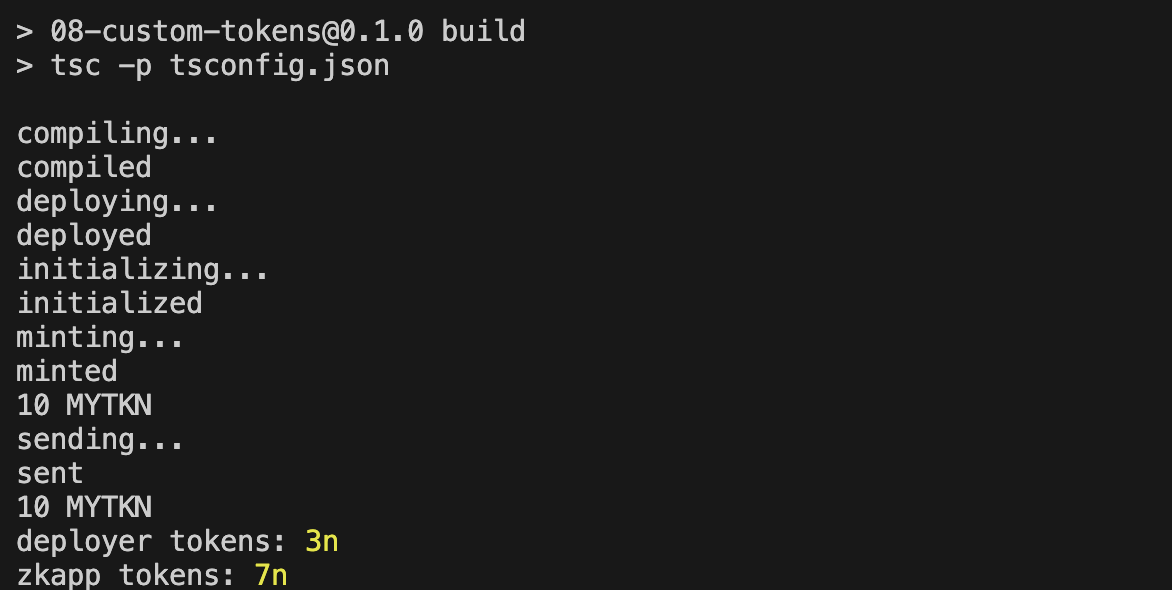 > 08-custom-tokens@0.1.0 build
> tsc -p tsconfig.json
compiling...
compiled
deploying...
deployed
initializing...
initialized
minting...
minted
10 MYTKN
sending...
sent
10 MYTKN
deployer tokens: 3n
zkapp tokens: 7n